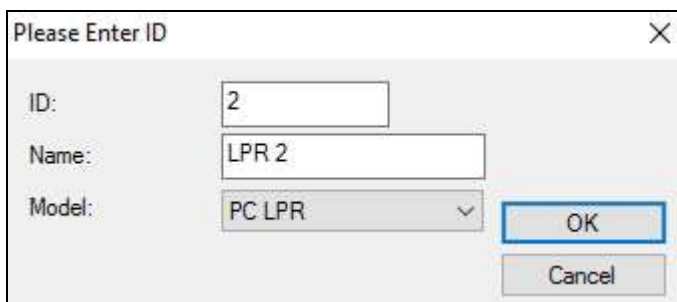 Please Enter ID
ID: 2
Name: LPR 2
Model: PC LPR
OK
Cancel